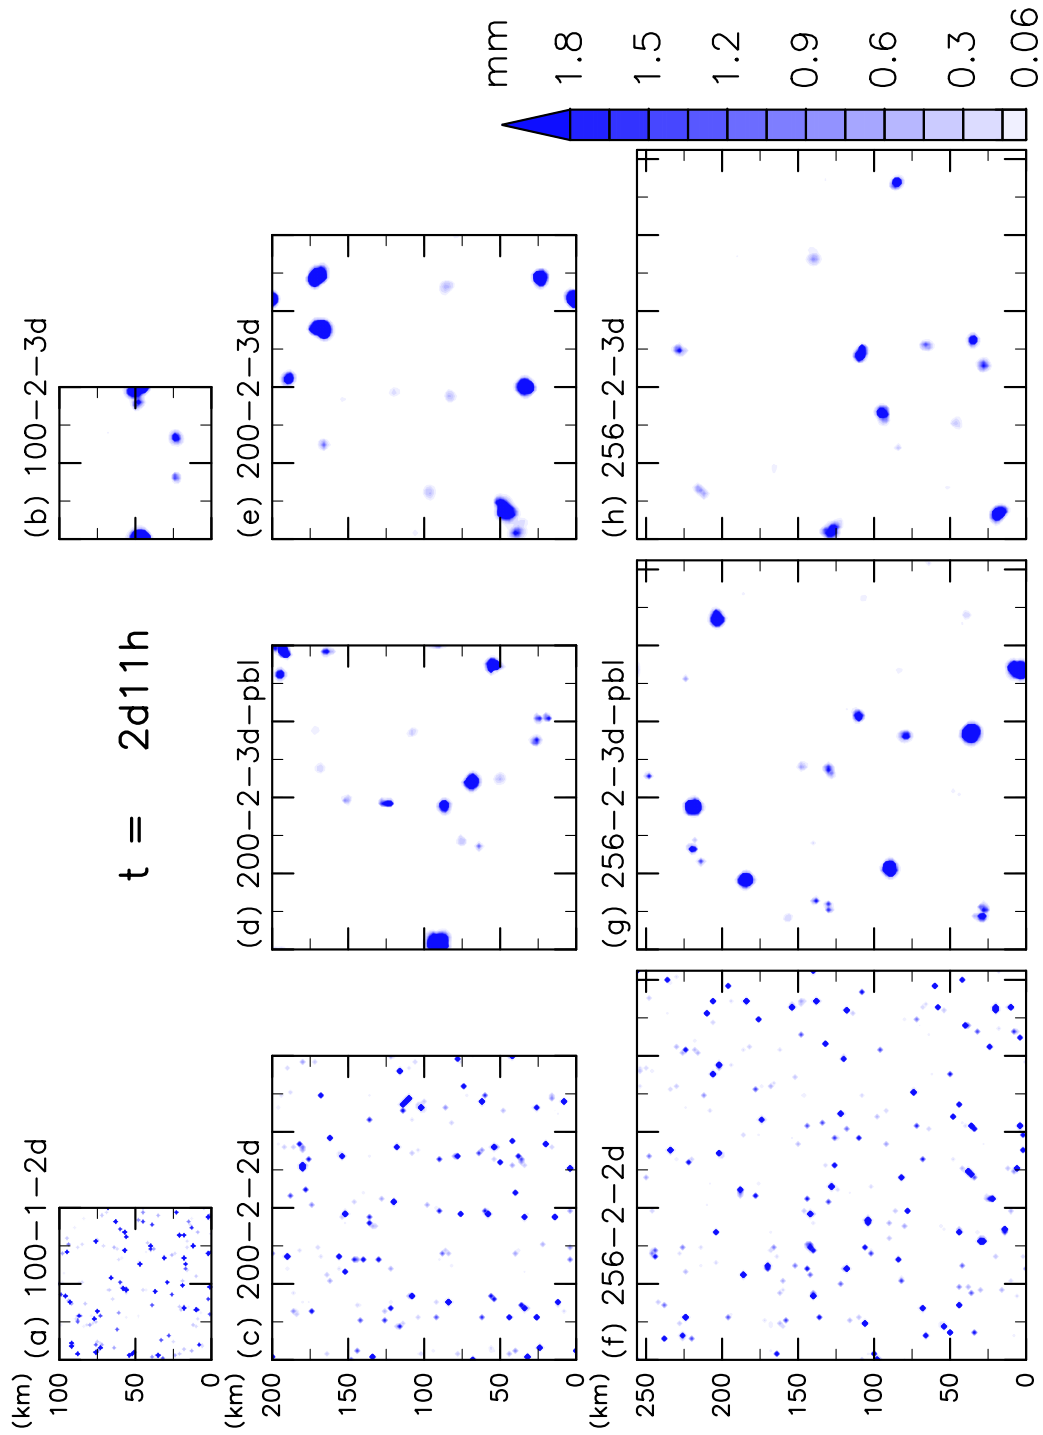 (a) 100-1-2d
(km)
100
50
0
t = 2d11h
(b) 100-2-3d
(c) 200-2-2d
(km)
200
150
100
50
0
(d) 200-2-3d-pbl
(e) 200-2-3d
(f) 256-2-2d
(km)
250
200
150
100
50
0
(g) 256-2-3d-pbl
(h) 256-2-3d
mm
1.8
1.5
1.2
0.9
0.6
0.3
0.06